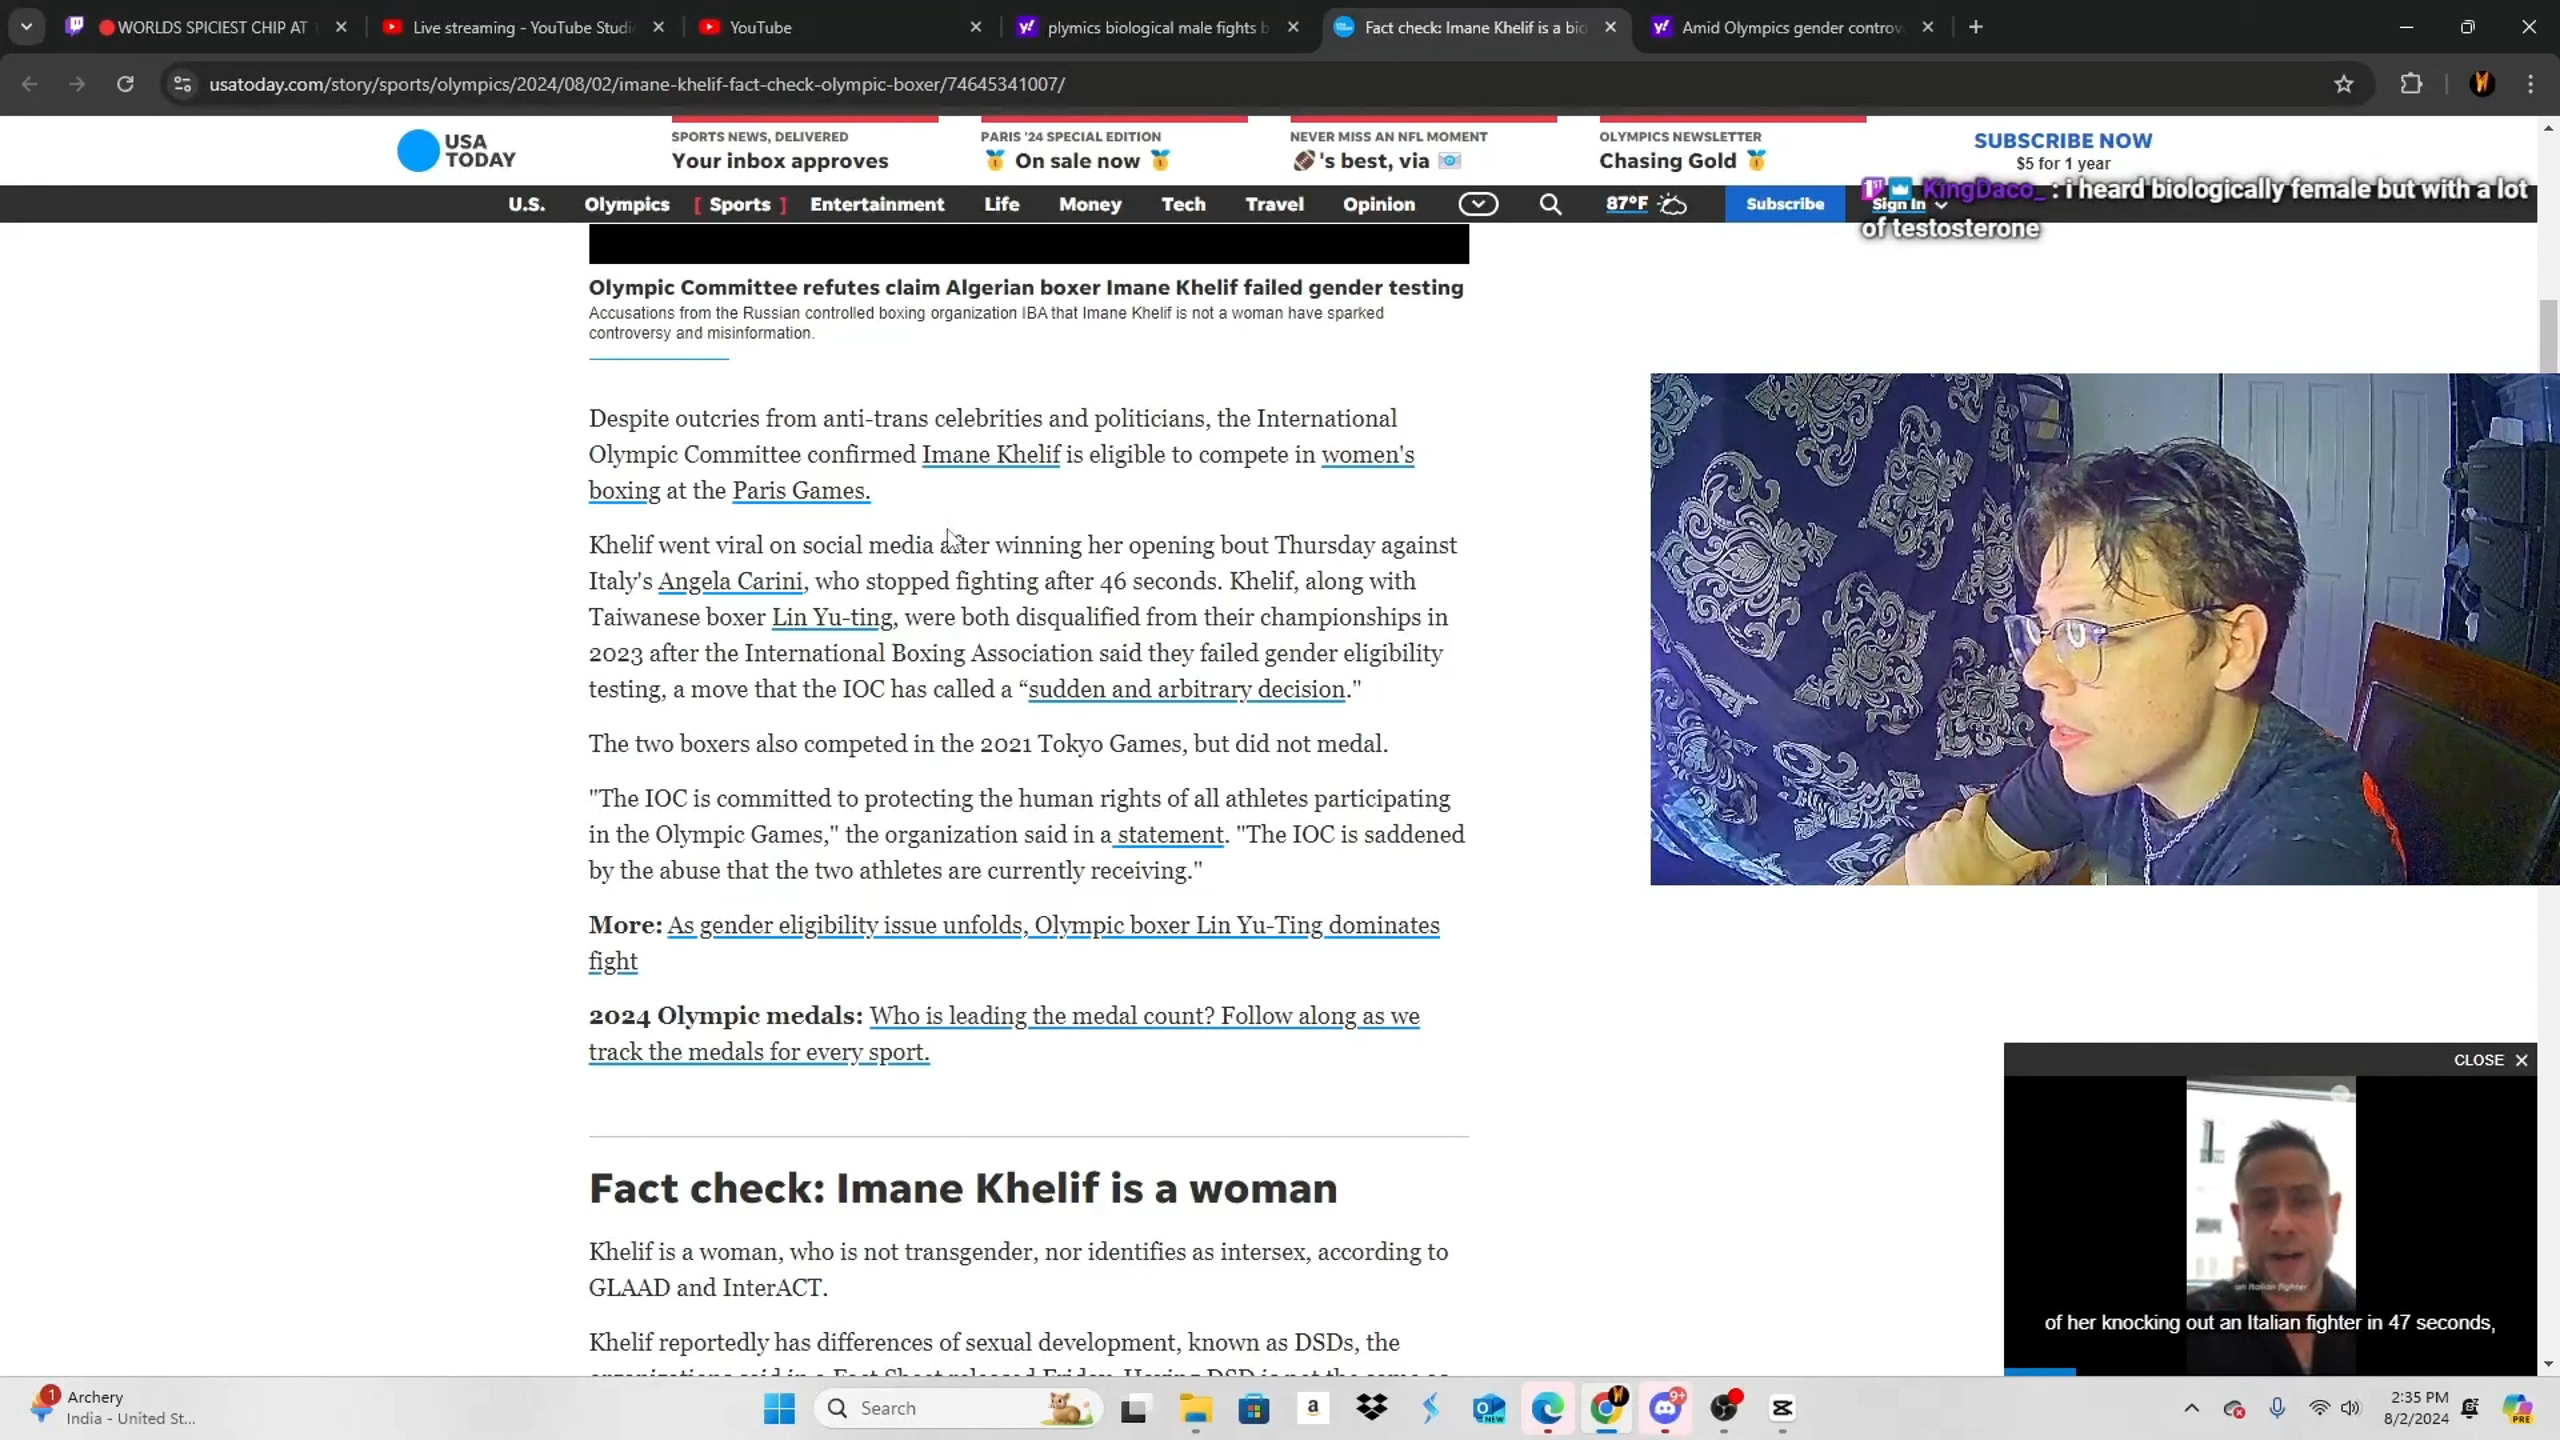 WORLDS SPICIEST CHIP AT
Live streaming - YouTube Studi
YouTube
plymics biological male fights b
Fact check: Imane Khelif is a bio
Amid Olympics gender controv
usatoday.com/story/sports/olympics/2024/08/02/imane-khelif-fact-check-olympic-boxer/74645341007/
USA
TODAY
SPORTS NEWS, DELIVERED
Your inbox approves
PARIS '24 SPECIAL EDITION
On sale now
NEVER MISS AN NFL MOMENT
's best, via
OLYMPICS NEWSLETTER
Chasing Gold
SUBSCRIBE NOW
$5 for 1 year
U.S. Olympics [ Sports ] Entertainment Life Money Tech Travel Opinion 87°F Subscribe Sign In
KingDaco_ : i heard biologically female but with a lot
of testosterone
Olympic Committee refutes claim Algerian boxer Imane Khelif failed gender testing
Accusations from the Russian controlled boxing organization IBA that Imane Khelif is not a woman have sparked
controversy and misinformation.
Despite outcries from anti-trans celebrities and politicians, the International
Olympic Committee confirmed Imane Khelif is eligible to compete in women's
boxing at the Paris Games.
Khelif went viral on social media after winning her opening bout Thursday against
Italy's Angela Carini, who stopped fighting after 46 seconds. Khelif, along with
Taiwanese boxer Lin Yu-ting, were both disqualified from their championships in
2023 after the International Boxing Association said they failed gender eligibility
testing, a move that the IOC has called a “sudden and arbitrary decision."
The two boxers also competed in the 2021 Tokyo Games, but did not medal.
"The IOC is committed to protecting the human rights of all athletes participating
in the Olympic Games," the organization said in a statement. "The IOC is saddened
by the abuse that the two athletes are currently receiving."
More: As gender eligibility issue unfolds, Olympic boxer Lin Yu-Ting dominates
fight
2024 Olympic medals: Who is leading the medal count? Follow along as we
track the medals for every sport.
Fact check: Imane Khelif is a woman
Khelif is a woman, who is not transgender, nor identifies as intersex, according to
GLAAD and InterACT.
Khelif reportedly has differences of sexual development, known as DSDs, the
CLOSE
an Italian fighter
of her knocking out an Italian fighter in 47 seconds,
1
Archery
India - United St...
Search
a
NEW
9+
2:35 PM
8/2/2024
PRE